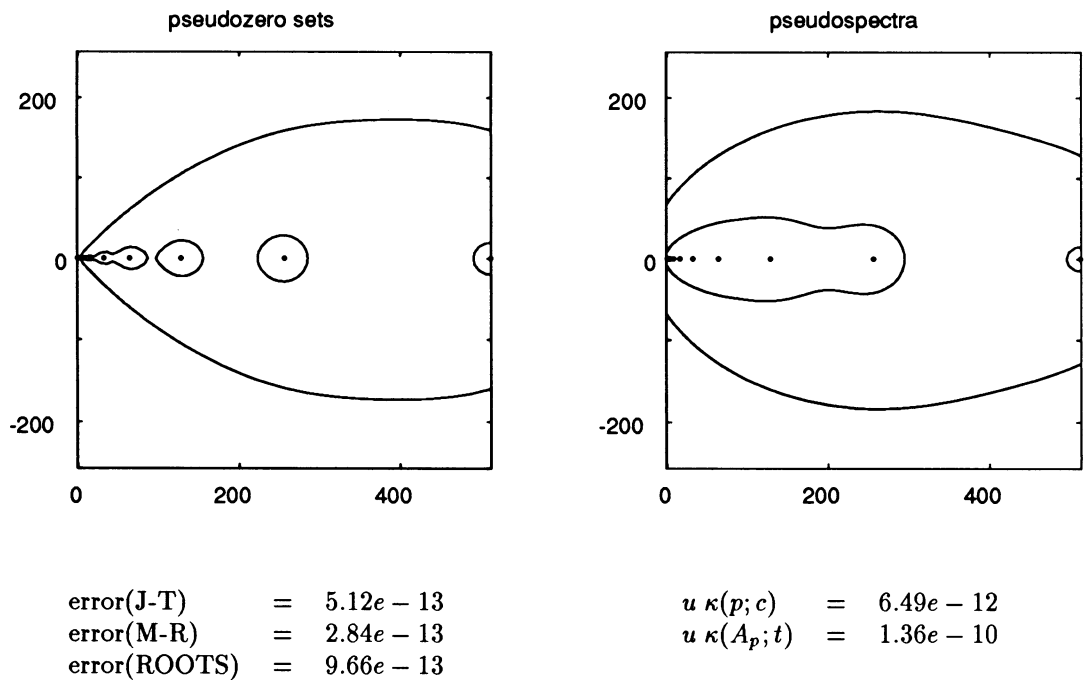 pseudozero sets
pseudospectra
200
0
-200
0 200 400
200
0
-200
0 200 400
error(J-T) = 5.12e − 13
error(M-R) = 2.84e − 13
error(ROOTS) = 9.66e − 13
u κ(p; c) = 6.49e − 12
u κ(A_p; t) = 1.36e − 10